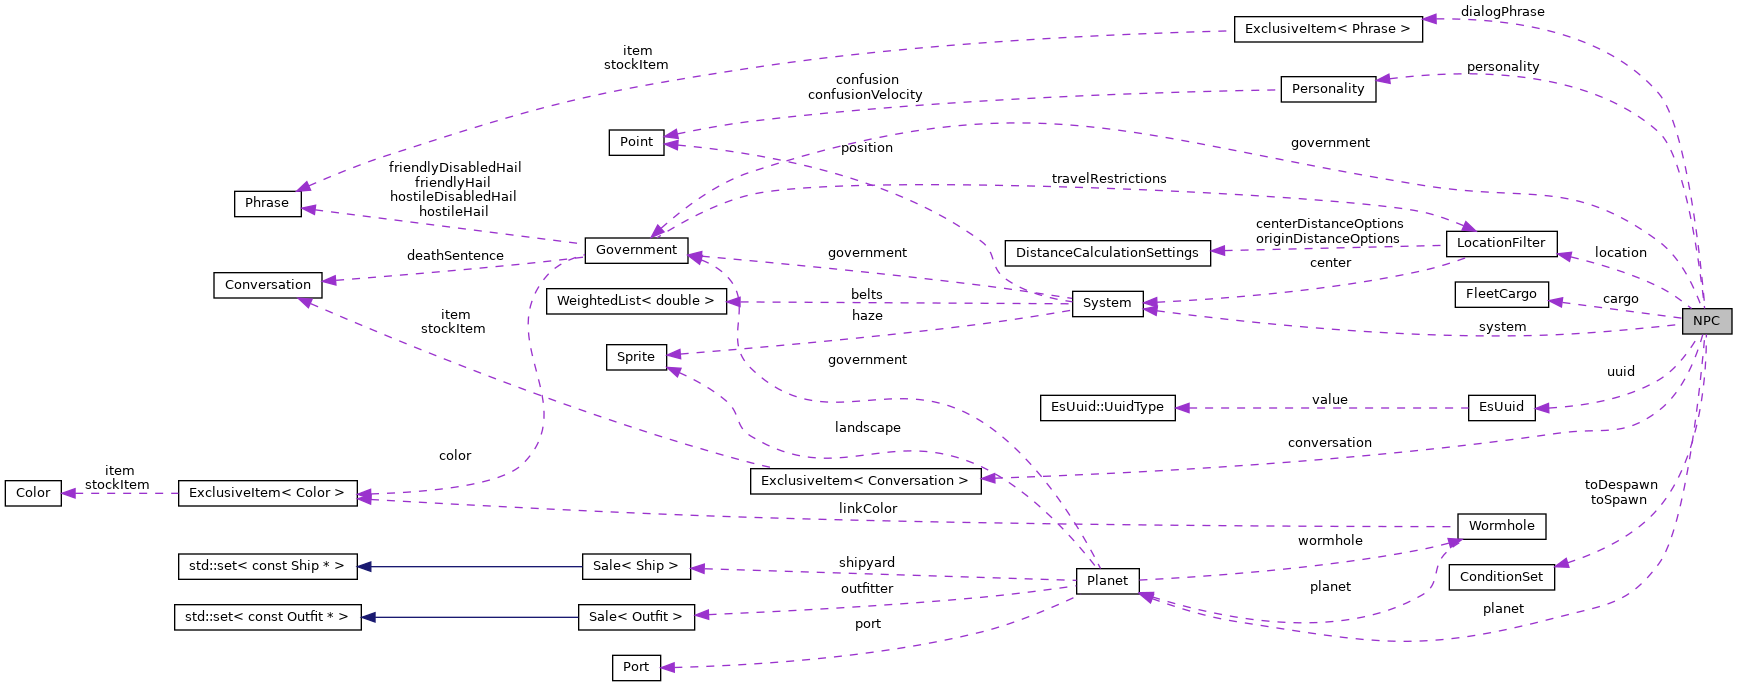 dialogPhrase
ExclusiveItem< Phrase >
item
stockItem
personality
confusion
confusionVelocity
Personality
Point
position
government
friendlyDisabledHail
friendlyHail
hostileDisabledHail
hostileHail
travelRestrictions
Phrase
centerDistanceOptions
originDistanceOptions
LocationFilter
Government
deathSentence
government
DistanceCalculationSettings
location
center
Conversation
WeightedList< double >
belts
System
FleetCargo
cargo
haze
NPC
item
stockItem
system
Sprite
government
uuid
EsUuid::UuidType
value
EsUuid
landscape
conversation
color
item
stockItem
ExclusiveItem< Conversation >
toDespawn
toSpawn
Color
ExclusiveItem< Color >
linkColor
Wormhole
wormhole
std::set< const Ship * >
Sale< Ship >
shipyard
Planet
ConditionSet
outfitter
planet
std::set< const Outfit * >
Sale< Outfit >
port
planet
Port